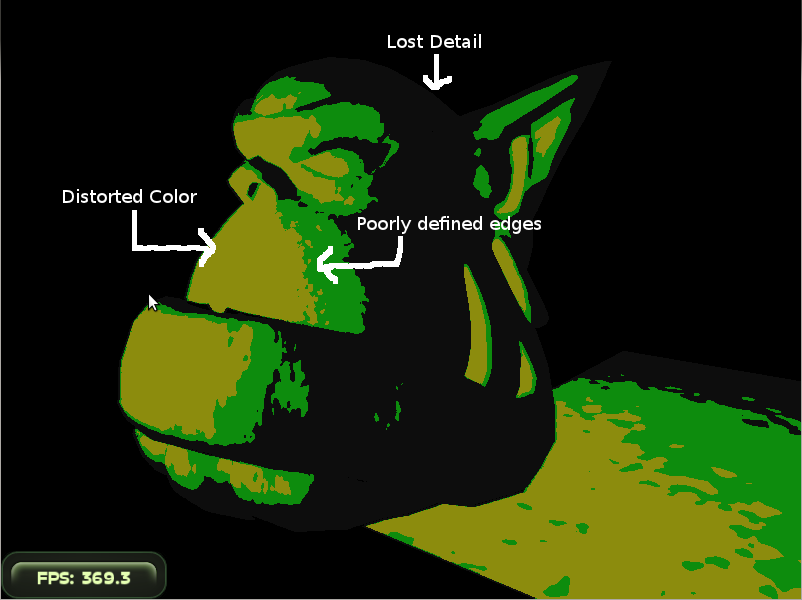 Lost Detail
Distorted Color
Poorly defined edges
FPS: 369.3